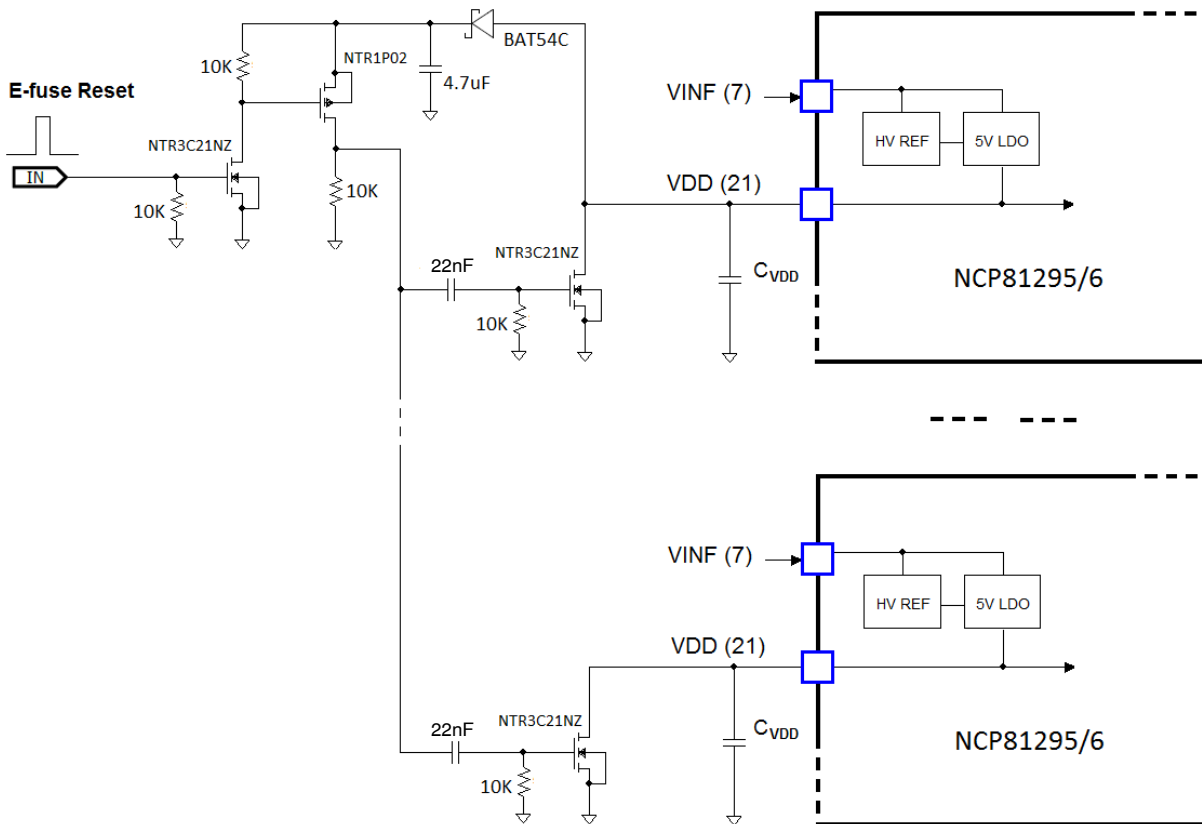 BAT54C
NTR1P02
10K
4.7uF
E-fuse Reset
VINF (7)
HV REF
5V LDO
NTR3C21NZ
IN
10K
10K
VDD (21)
NTR3C21NZ
22nF
CVDD
NCP81295/6
10K
VINF (7)
HV REF
5V LDO
VDD (21)
NTR3C21NZ
22nF
CVDD
NCP81295/6
10K